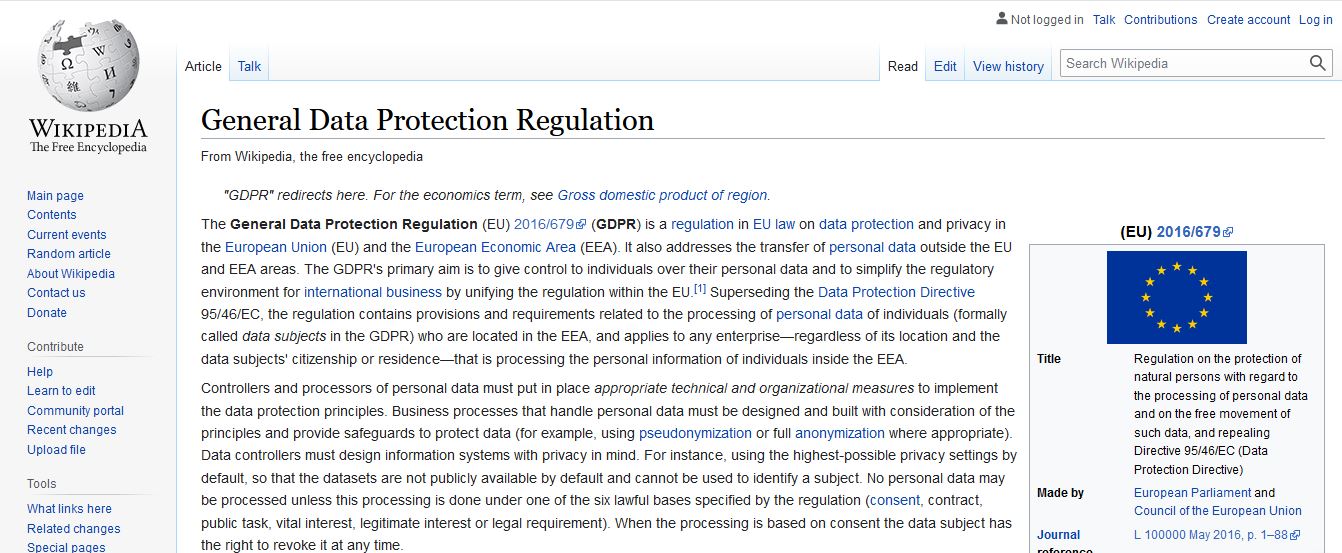 Not logged in Talk Contributions Create account Log in
Article Talk Read Edit View history Search Wikipedia
WIKIPEDIA
The Free Encyclopedia
Main page
Contents
Current events
Random article
About Wikipedia
Contact us
Donate
Contribute
Help
Learn to edit
Community portal
Recent changes
Upload file
Tools
What links here
Related changes
Special pages
General Data Protection Regulation
From Wikipedia, the free encyclopedia
"GDPR" redirects here. For the economics term, see Gross domestic product of region.
The General Data Protection Regulation (EU) 2016/679 (GDPR) is a regulation in EU law on data protection and privacy in
the European Union (EU) and the European Economic Area (EEA). It also addresses the transfer of personal data outside the EU
and EEA areas. The GDPR's primary aim is to give control to individuals over their personal data and to simplify the regulatory
environment for international business by unifying the regulation within the EU.[1] Superseding the Data Protection Directive
95/46/EC, the regulation contains provisions and requirements related to the processing of personal data of individuals (formally
called data subjects in the GDPR) who are located in the EEA, and applies to any enterprise—regardless of its location and the
data subjects' citizenship or residence—that is processing the personal information of individuals inside the EEA.
Controllers and processors of personal data must put in place appropriate technical and organizational measures to implement
the data protection principles. Business processes that handle personal data must be designed and built with consideration of the
principles and provide safeguards to protect data (for example, using pseudonymization or full anonymization where appropriate).
Data controllers must design information systems with privacy in mind. For instance, using the highest-possible privacy settings by
default, so that the datasets are not publicly available by default and cannot be used to identify a subject. No personal data may
be processed unless this processing is done under one of the six lawful bases specified by the regulation (consent, contract,
public task, vital interest, legitimate interest or legal requirement). When the processing is based on consent the data subject has
the right to revoke it at any time.
(EU) 2016/679
Title Regulation on the protection of
natural persons with regard to
the processing of personal data
and on the free movement of
such data, and repealing
Directive 95/46/EC (Data
Protection Directive)
Made by European Parliament and
Council of the European Union
Journal L 100000 May 2016, p. 1–88
reference